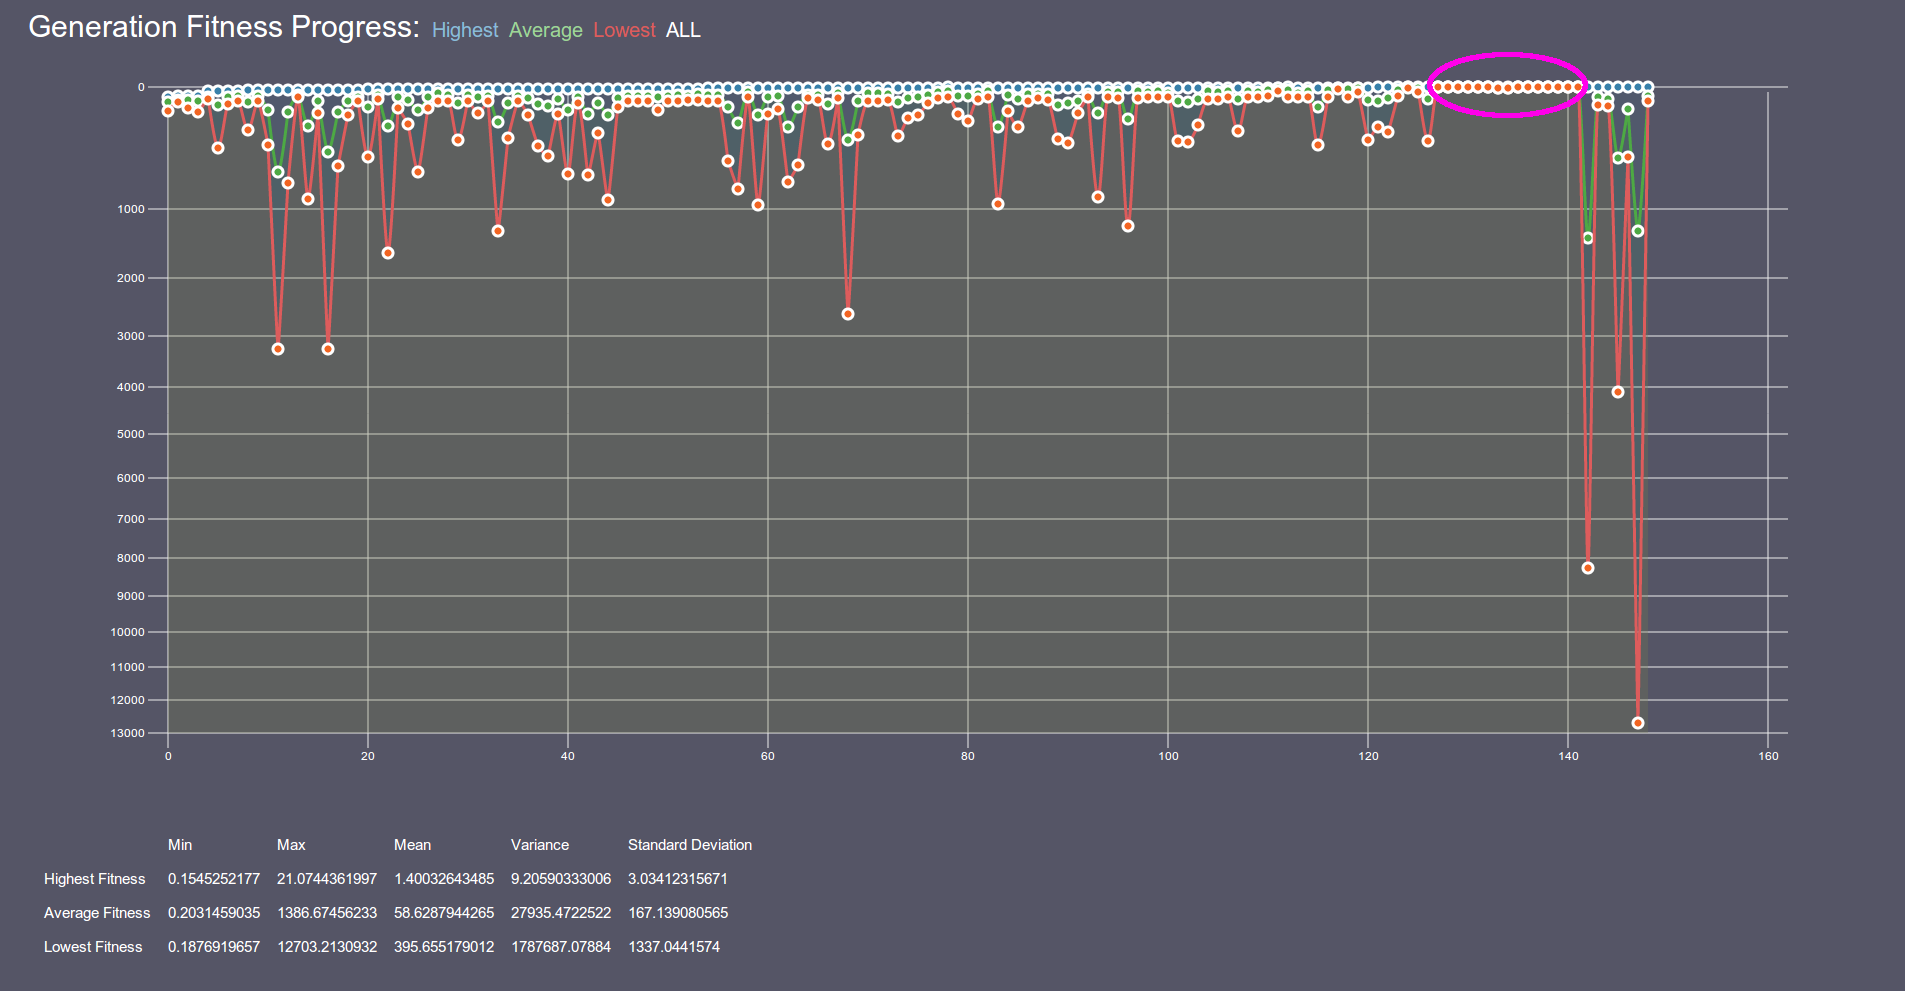 Generation Fitness Progress: Highest Average Lowest ALL
0
1000
2000
3000
4000
5000
6000
7000
8000
9000
10000
11000
12000
13000
0 20 40 60 80 100 120 140 160
Min Max Mean Variance Standard Deviation
Highest Fitness 0.1545252177 21.0744361997 1.40032643485 9.20590333006 3.03412315671
Average Fitness 0.2031459035 1386.67456233 58.6287944265 27935.4722522 167.139080565
Lowest Fitness 0.1876919657 12703.2130932 395.655179012 1787687.07884 1337.0441574